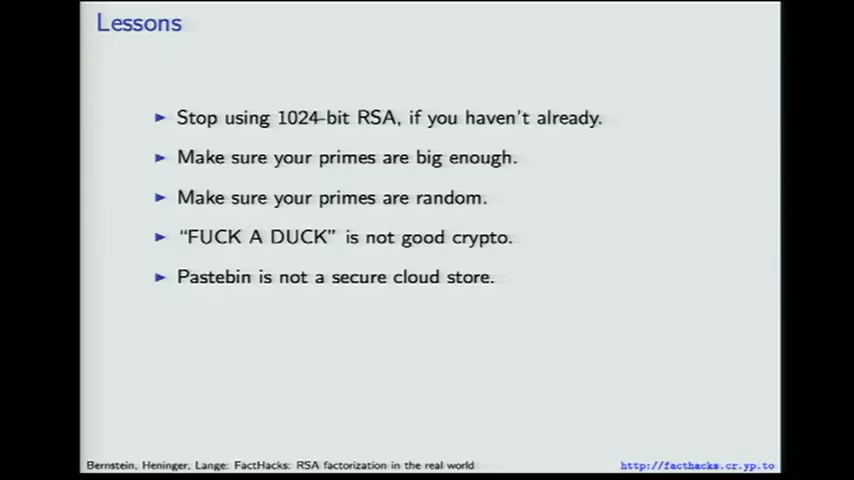 Lessons
Stop using 1024-bit RSA, if you haven't already.
Make sure your primes are big enough.
Make sure your primes are random.
“FUCK A DUCK” is not good crypto.
Pastebin is not a secure cloud store.
Bernstein, Heninger, Lange: FactHacks: RSA factorization in the real world
http://facthacks.cr.yp.to